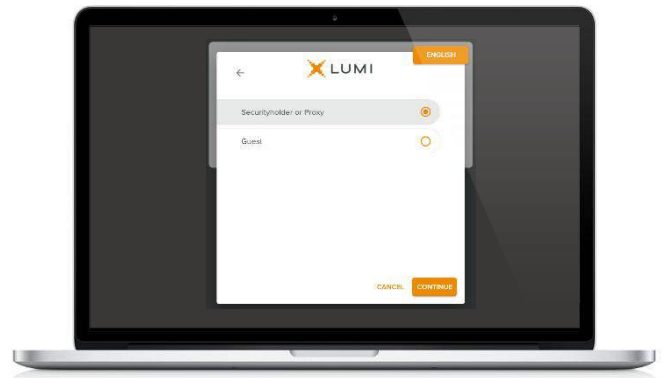 ENGLISH
LUMI
Securityholder or Proxy
Guest
CANCEL
CONTINUE